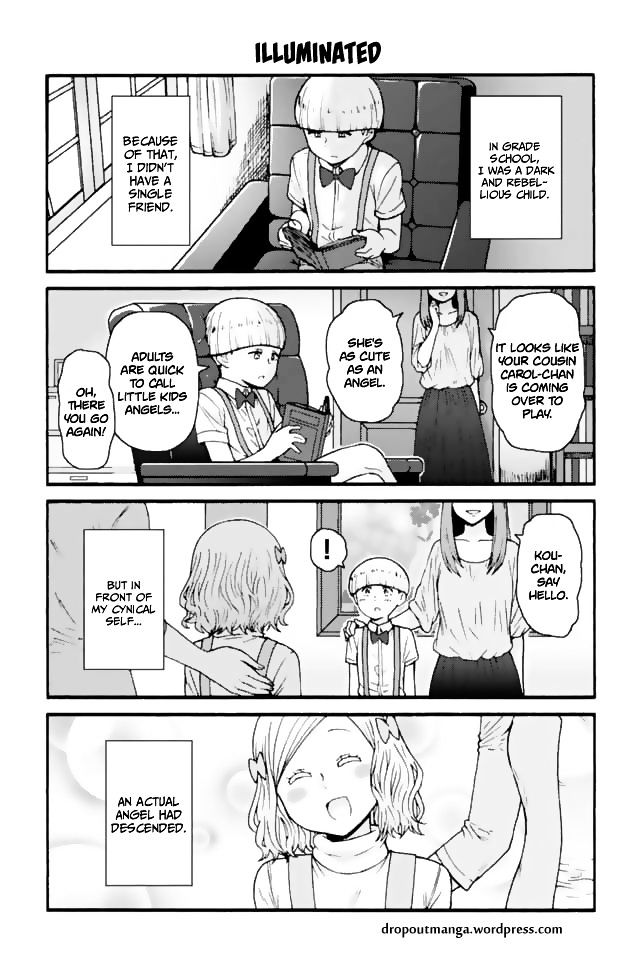 ILLUMINATED
IN GRADE
SCHOOL,
I WAS A DARK
AND REBEL-
LIOUS CHILD.
BECAUSE
OF THAT,
I DIDN'T
HAVE A
SINGLE
FRIEND.
IT LOOKS LIKE
YOUR COUSIN
CAROL-CHAN
IS COMING
OVER TO
PLAY.
SHE'S
AS CUTE
AS AN
ANGEL.
ADULTS
ARE QUICK
TO CALL
LITTLE KIDS
ANGELS...
OH,
THERE
YOU GO
AGAIN!
KOU-
CHAN,
SAY
HELLO.
!
BUT IN
FRONT OF
MY CYNICAL
SELF...
AN ACTUAL
ANGEL HAD
DESCENDED.
dropoutmanga.wordpress.com